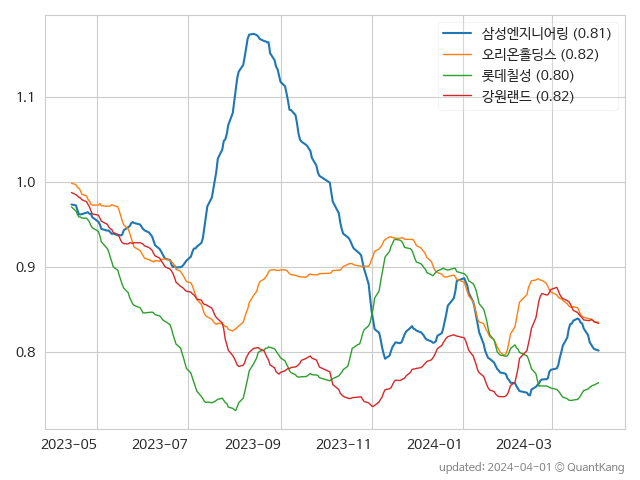 삼성엔지니어링 (0.81)
오리온홀딩스 (0.82)
롯데칠성 (0.80)
강원랜드 (0.82)
1.1
1.0
0.9
0.8
2023-05 2023-07 2023-09 2023-11 2024-01 2024-03
updated: 2024-04-01 © QuantKang